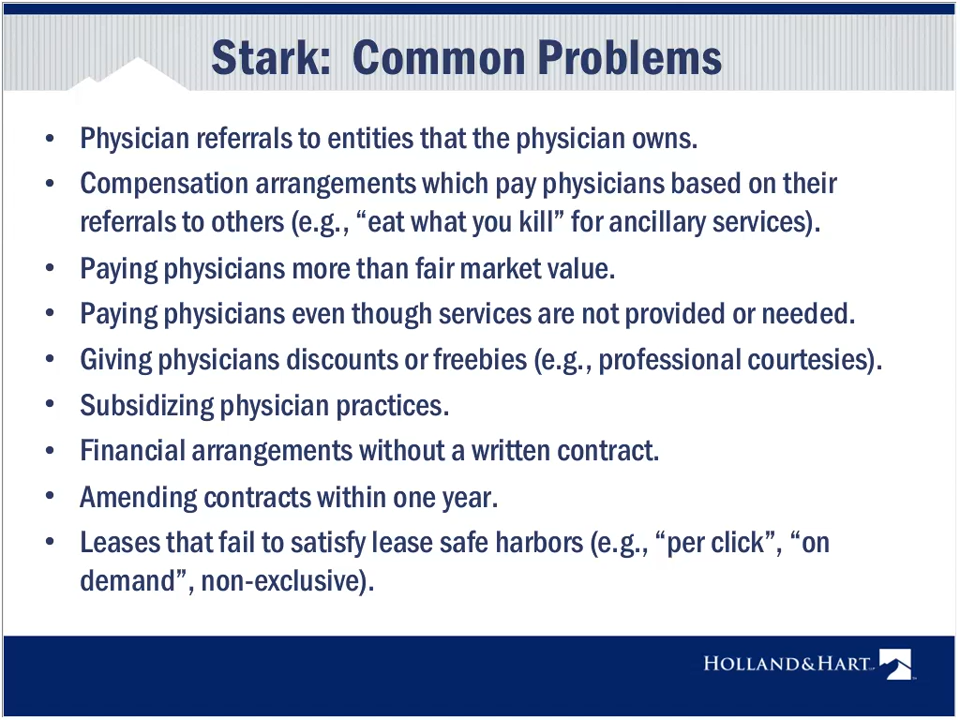 Stark: Common Problems
• Physician referrals to entities that the physician owns.
• Compensation arrangements which pay physicians based on their
referrals to others (e.g., “eat what you kill” for ancillary services).
• Paying physicians more than fair market value.
• Paying physicians even though services are not provided or needed.
• Giving physicians discounts or freebies (e.g., professional courtesies).
• Subsidizing physician practices.
• Financial arrangements without a written contract.
• Amending contracts within one year.
• Leases that fail to satisfy lease safe harbors (e.g., “per click”, “on
demand”, non-exclusive).
HOLLAND&HART